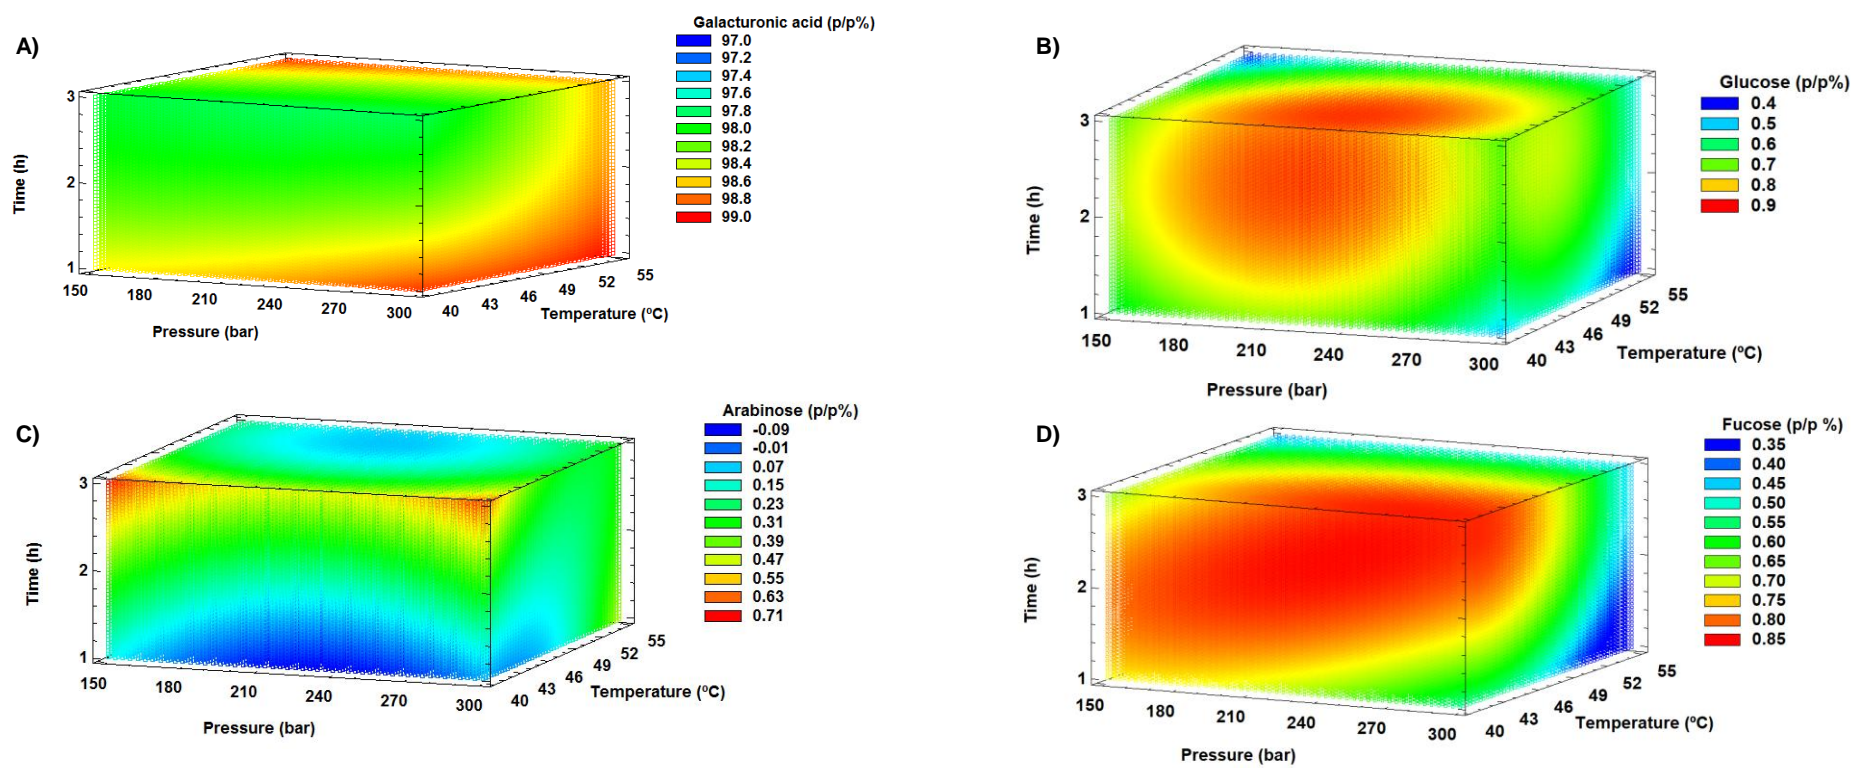 A)
Galacturonic acid (p/p%)
97.0
97.2
97.4
97.6
97.8
98.0
98.2
98.4
98.6
98.8
99.0
Time (h)
3
2
1
150 180 210 240 270 300
Pressure (bar)
40 43 46 49 52 55
Temperature (ºC)
B)
Glucose (p/p%)
0.4
0.5
0.6
0.7
0.8
0.9
Time (h)
3
2
1
150 180 210 240 270 300
Pressure (bar)
40 43 46 49 52 55
Temperature (ºC)
C)
Arabinose (p/p%)
-0.09
-0.01
0.07
0.15
0.23
0.31
0.39
0.47
0.55
0.63
0.71
Time (h)
3
2
1
150 180 210 240 270 300
Pressure (bar)
40 43 46 49 52 55
Temperature (ºC)
D)
Fucose (p/p %)
0.35
0.40
0.45
0.50
0.55
0.60
0.65
0.70
0.75
0.80
0.85
Time (h)
3
2
1
150 180 210 240 270 300
Pressure (bar)
40 43 46 49 52 55
Temperature (ºC)